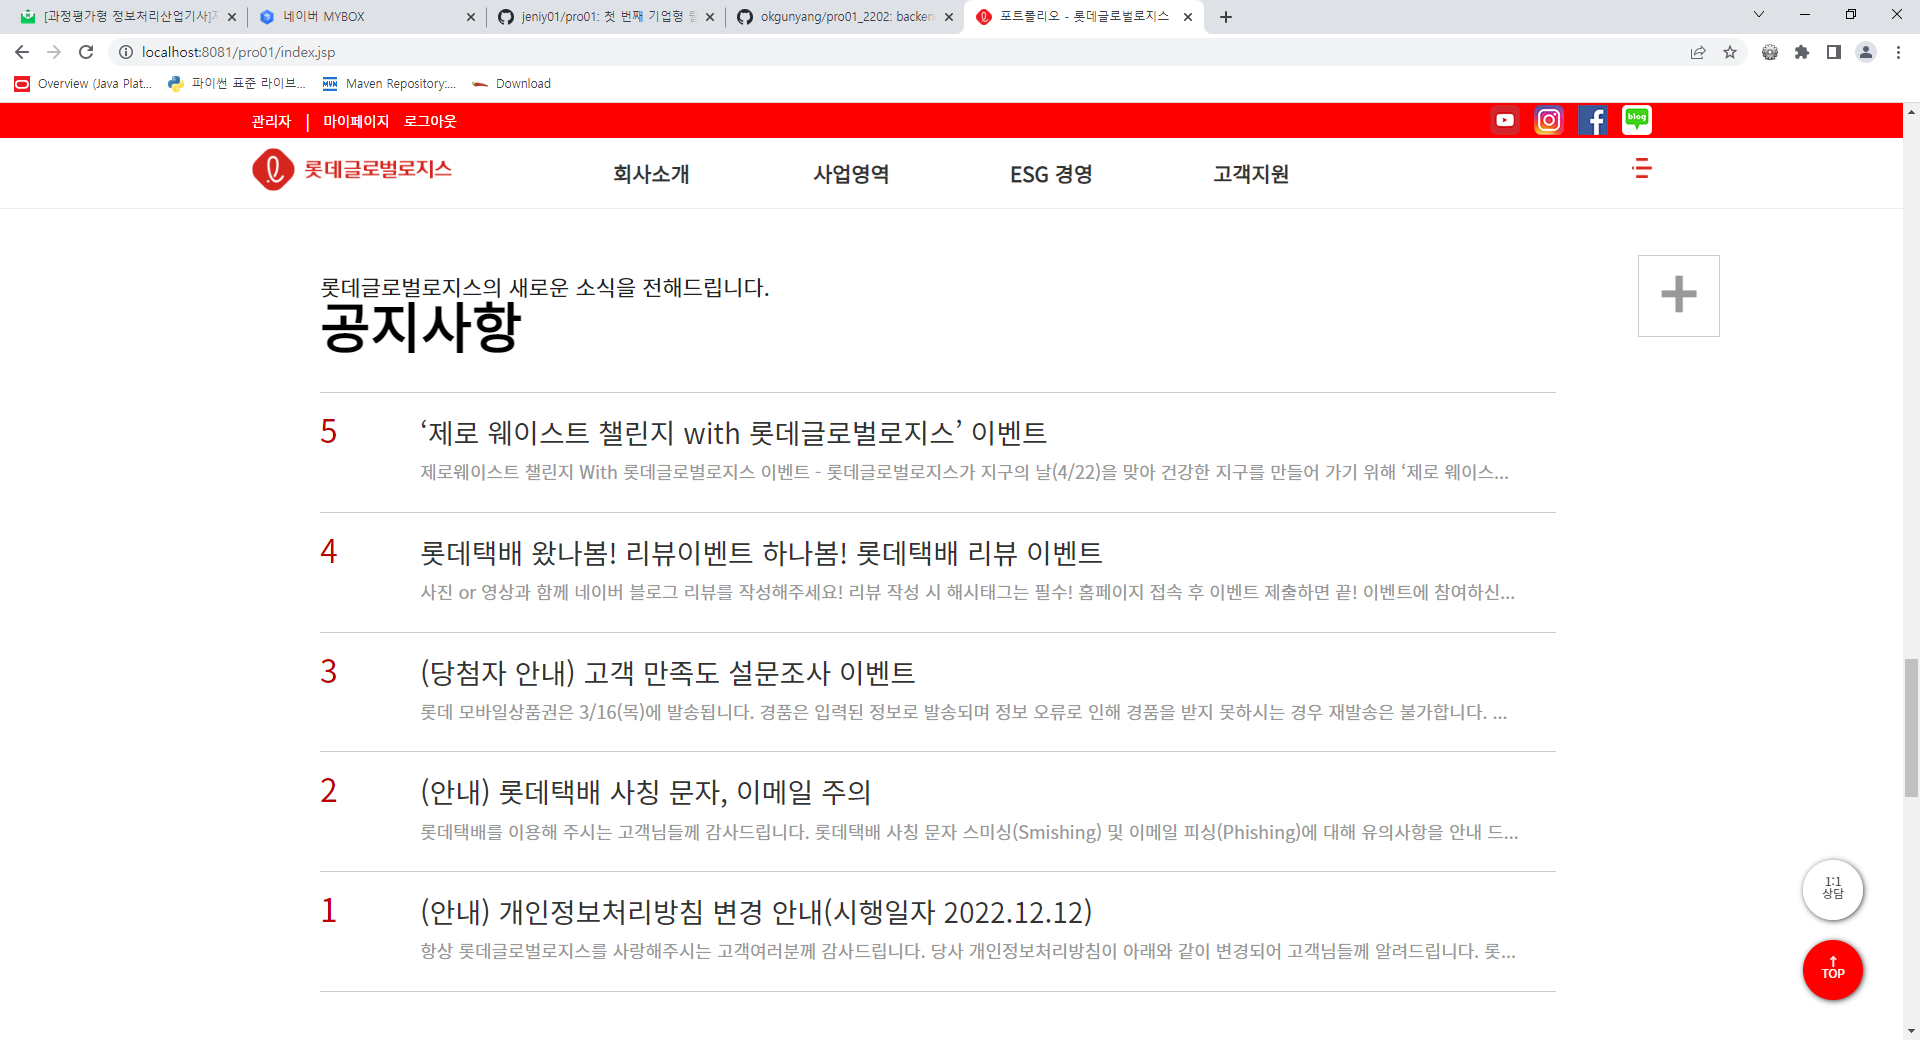 [과정평가형 정보처리산업기사]
네이버 MYBOX
jeniy01/pro01: 첫 번째 기업형 웹
okgunyang/pro01_2202: backen
포트폴리오 - 롯데글로벌로지스
localhost:8081/pro01/index.jsp
Overview (Java Plat...
파이썬 표준 라이브...
Maven Repository:...
Download
관리자 | 마이페이지 로그아웃
blog
롯데글로벌로지스
회사소개
사업영역
ESG 경영
고객지원
롯데글로벌로지스의 새로운 소식을 전해드립니다.
공지사항
5
‘제로 웨이스트 챌린지 with 롯데글로벌로지스’ 이벤트
제로웨이스트 챌린지 With 롯데글로벌로지스 이벤트 - 롯데글로벌로지스가 지구의 날(4/22)을 맞아 건강한 지구를 만들어 가기 위해 ‘제로 웨이스...
4
롯데택배 왔나봄! 리뷰이벤트 하나봄! 롯데택배 리뷰 이벤트
사진 or 영상과 함께 네이버 블로그 리뷰를 작성해주세요! 리뷰 작성 시 해시태그는 필수! 홈페이지 접속 후 이벤트 제출하면 끝! 이벤트에 참여하신...
3
(당첨자 안내) 고객 만족도 설문조사 이벤트
롯데 모바일상품권은 3/16(목)에 발송됩니다. 경품은 입력된 정보로 발송되며 정보 오류로 인해 경품을 받지 못하시는 경우 재발송은 불가합니다. ...
2
(안내) 롯데택배 사칭 문자, 이메일 주의
롯데택배를 이용해 주시는 고객님들께 감사드립니다. 롯데택배 사칭 문자 스미싱(Smishing) 및 이메일 피싱(Phishing)에 대해 유의사항을 안내 드...
1
(안내) 개인정보처리방침 변경 안내(시행일자 2022.12.12)
항상 롯데글로벌로지스를 사랑해주시는 고객여러분께 감사드립니다. 당사 개인정보처리방침이 아래와 같이 변경되어 고객님들께 알려드립니다. 롯...
1:1
상담
↑
TOP